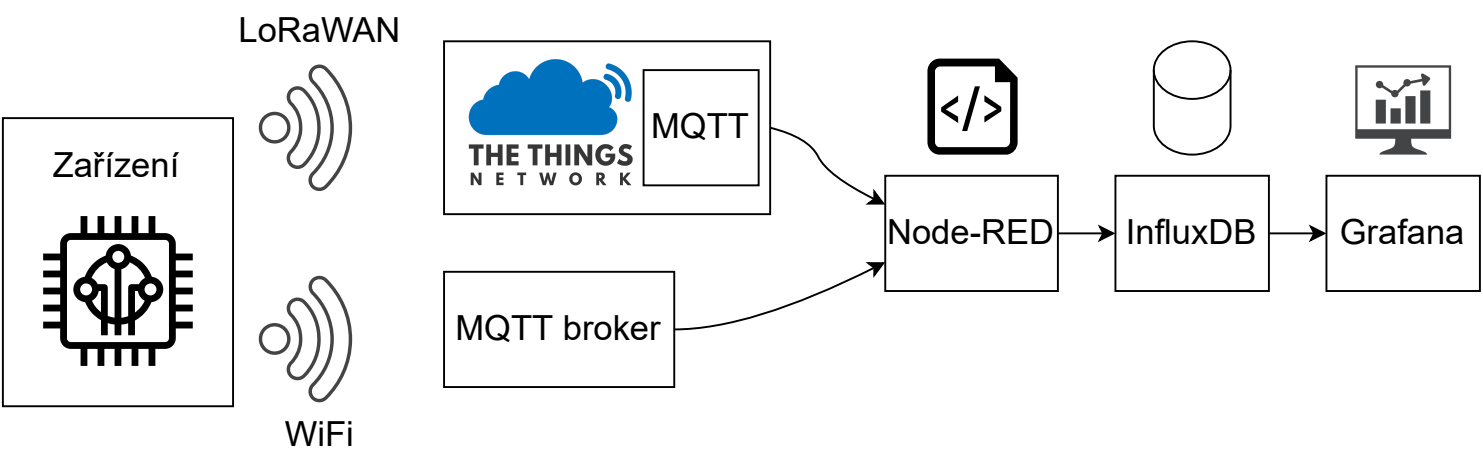 LoRaWAN
Zařízení
THE THINGS
NETWORK
MQTT
</>
Node-RED
InfluxDB
Grafana
MQTT broker
WiFi